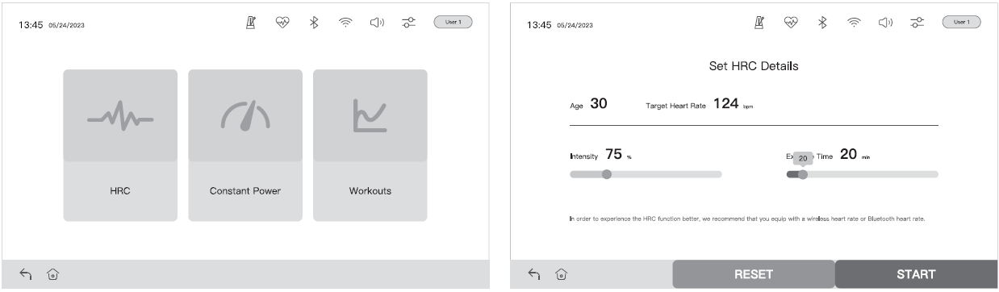 13:45 05/24/2023 User 1
HRC Constant Power Workouts
13:45 05/24/2023 User 1
Set HRC Details
Age 30 Target Heart Rate 124 bpm
Intensity 75 % Time 20 min
20
In order to experience the HRC function better, we recommend that you equip with a wireless heart rate or Bluetooth heart rate.
RESET START